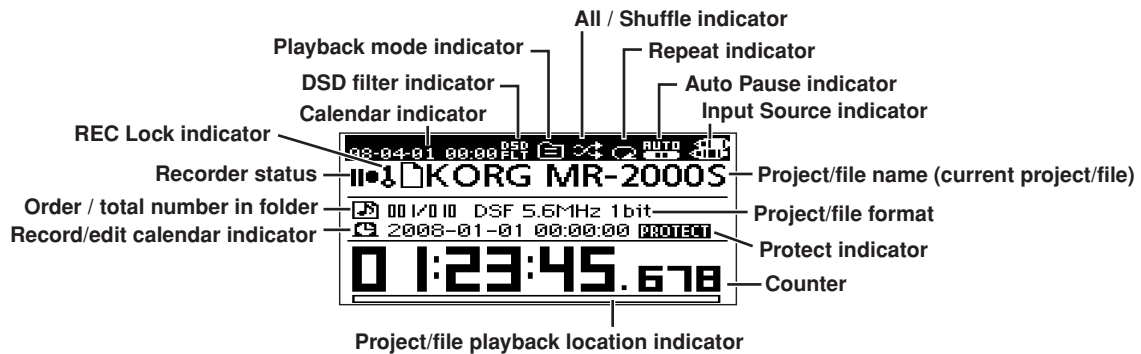 All / Shuffle indicator
Playback mode indicator
Repeat indicator
DSD filter indicator
Auto Pause indicator
Calendar indicator
Input Source indicator
REC Lock indicator
08-04-01 00:00 DSD FLT AUTO
Recorder status
KORG MR-2000S
Project/file name (current project/file)
Order / total number in folder
001/010 DSF 5.6MHz 1bit
Project/file format
Record/edit calendar indicator
2008-01-01 00:00:00 PROTECT
Protect indicator
01:23:45.678
Counter
Project/file playback location indicator